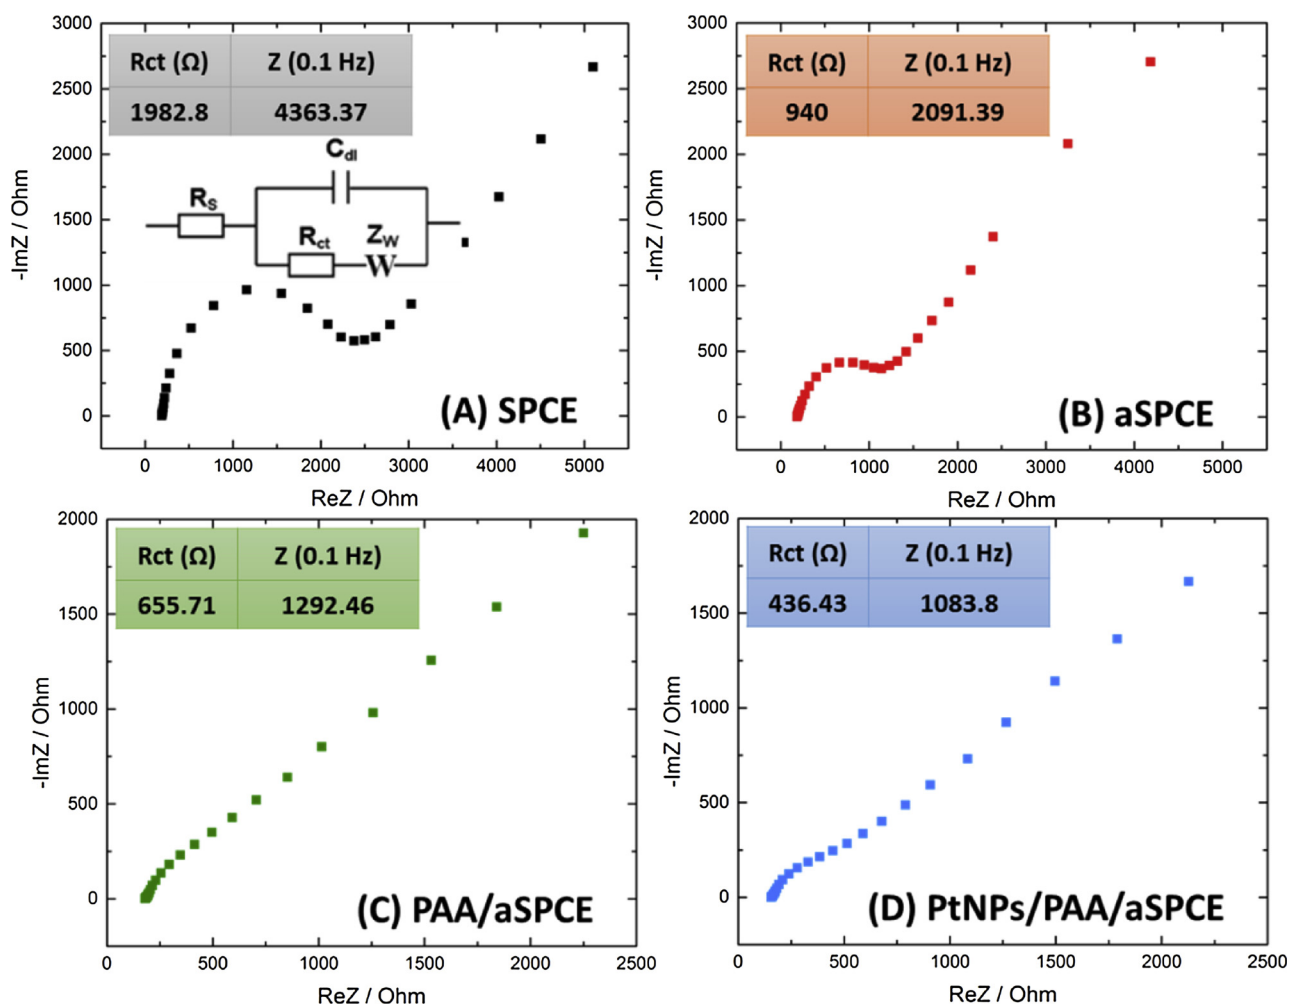 3000
2500
2000
1500
1000
500
0
-ImZ / Ohm
Rct (Ω) Z (0.1 Hz)
1982.8 4363.37
Cdl
RS
Rct ZW
W
(A) SPCE
0 1000 2000 3000 4000 5000
ReZ / Ohm
3000
2500
2000
1500
1000
500
0
-ImZ / Ohm
Rct (Ω) Z (0.1 Hz)
940 2091.39
(B) aSPCE
0 1000 2000 3000 4000 5000
ReZ / Ohm
2000
1500
1000
500
0
-ImZ / Ohm
Rct (Ω) Z (0.1 Hz)
655.71 1292.46
(C) PAA/aSPCE
0 500 1000 1500 2000 2500
ReZ / Ohm
2000
1500
1000
500
0
-ImZ / Ohm
Rct (Ω) Z (0.1 Hz)
436.43 1083.8
(D) PtNPs/PAA/aSPCE
0 500 1000 1500 2000 2500
ReZ / Ohm